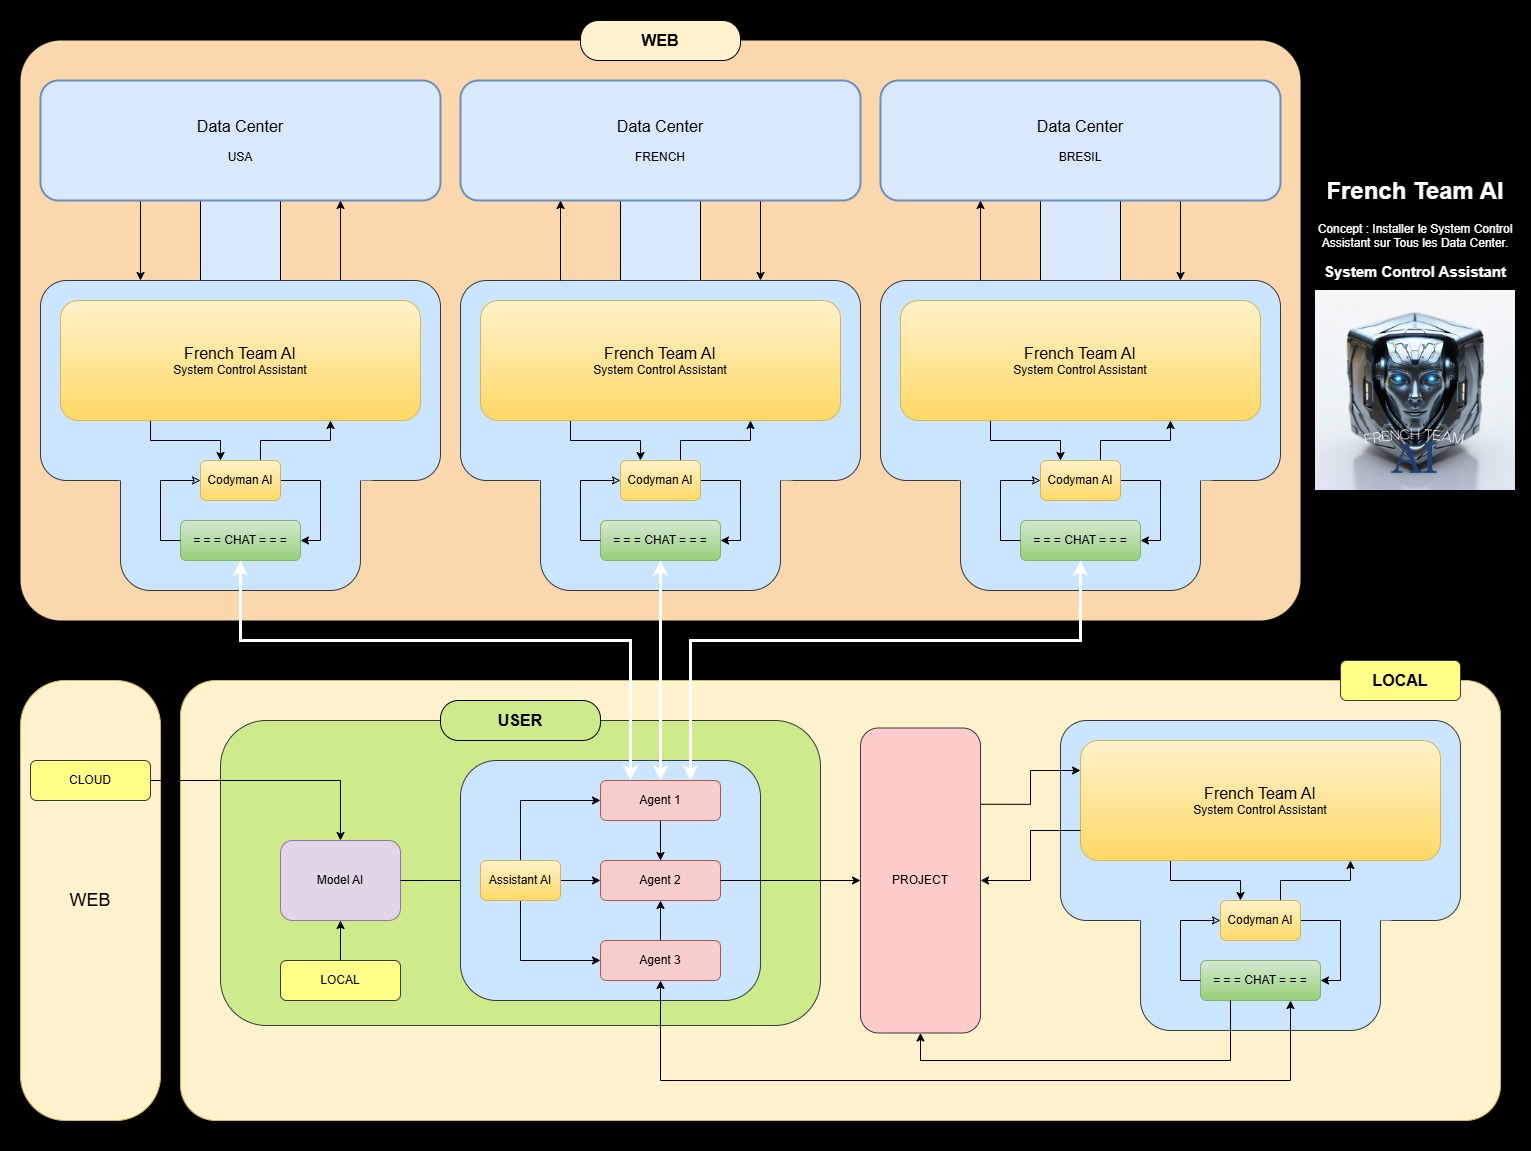 WEB
Data Center
USA
Data Center
FRENCH
Data Center
BRESIL
French Team AI
Concept : Installer le System Control
Assistant sur Tous les Data Center.
System Control Assistant
FRENCH TEAM
AI
French Team AI
System Control Assistant
French Team AI
System Control Assistant
French Team AI
System Control Assistant
Codyman AI
Codyman AI
Codyman AI
= = = CHAT = = =
= = = CHAT = = =
= = = CHAT = = =
LOCAL
USER
CLOUD
WEB
Model AI
LOCAL
Assistant AI
Agent 1
Agent 2
Agent 3
PROJECT
French Team AI
System Control Assistant
Codyman AI
= = = CHAT = = =